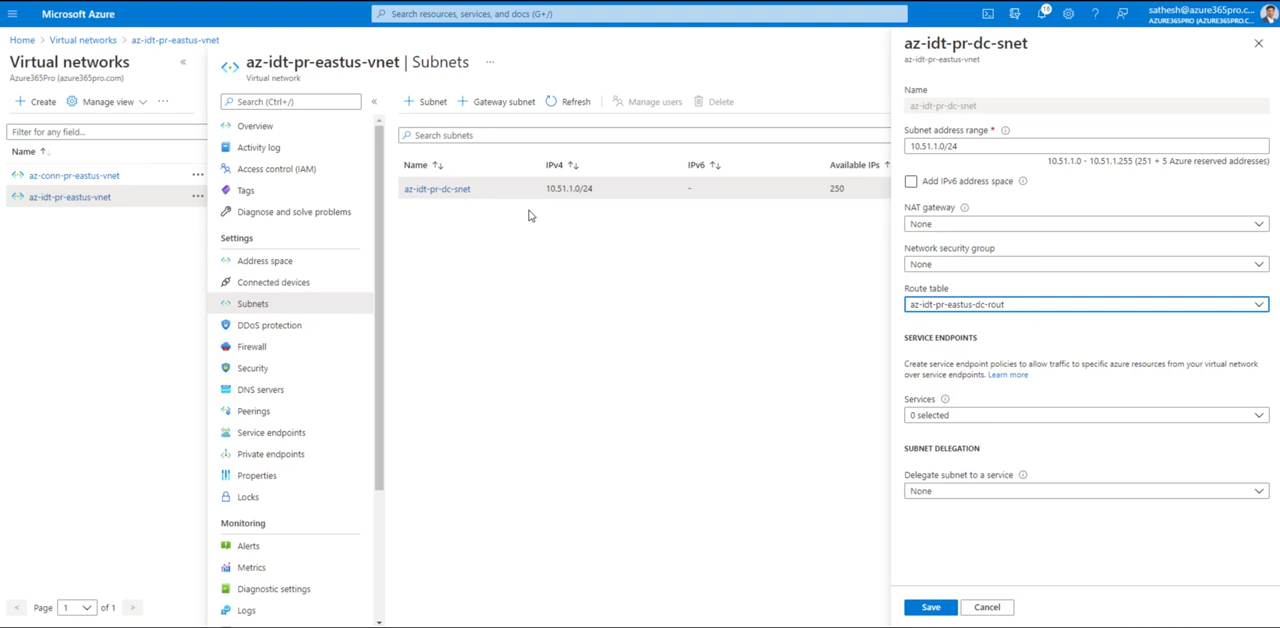 Microsoft Azure
Search resources, services, and docs (G+/)
16
sathesh@azure365pro.c...
AZURE365PRO (AZURE365PRO.C...
Home > Virtual networks > az-idt-pr-eastus-vnet
Virtual networks
Azure365Pro (azure365pro.com)
Create
Manage view
Filter for any field...
Name
az-conn-pr-eastus-vnet
az-idt-pr-eastus-vnet
Page 1 of 1
az-idt-pr-eastus-vnet | Subnets
Virtual network
Search (Ctrl+/)
Overview
Activity log
Access control (IAM)
Tags
Diagnose and solve problems
Settings
Address space
Connected devices
Subnets
DDoS protection
Firewall
Security
DNS servers
Peerings
Service endpoints
Private endpoints
Properties
Locks
Monitoring
Alerts
Metrics
Diagnostic settings
Logs
+ Subnet + Gateway subnet Refresh Manage users Delete
Search subnets
Name IPv4 IPv6 Available IPs
az-idt-pr-dc-snet 10.51.1.0/24 - 250
az-idt-pr-dc-snet
az-idt-pr-eastus-vnet
Name
az-idt-pr-dc-snet
Subnet address range *
10.51.1.0/24
10.51.1.0 - 10.51.1.255 (251 + 5 Azure reserved addresses)
Add IPv6 address space
NAT gateway
None
Network security group
None
Route table
az-idt-pr-eastus-dc-rout
SERVICE ENDPOINTS
Create service endpoint policies to allow traffic to specific azure resources from your virtual network
over service endpoints. Learn more
Services
0 selected
SUBNET DELEGATION
Delegate subnet to a service
None
Save
Cancel